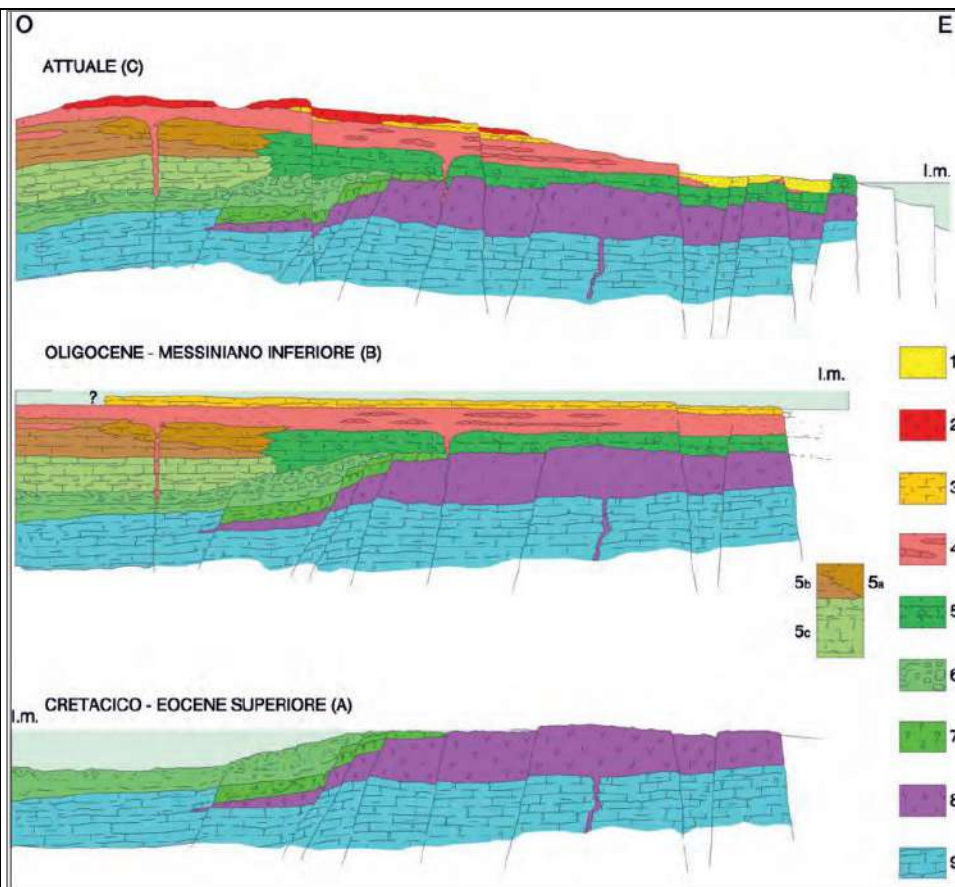 O E
ATTUALE (C)
l.m.
OLIGOCENE - MESSINIANO INFERIORE (B)
l.m.
?
1
2
3
4
5b 5a
5
5c
6
CRETACICO - EOCENE SUPERIORE (A)
l.m.
7
8
9